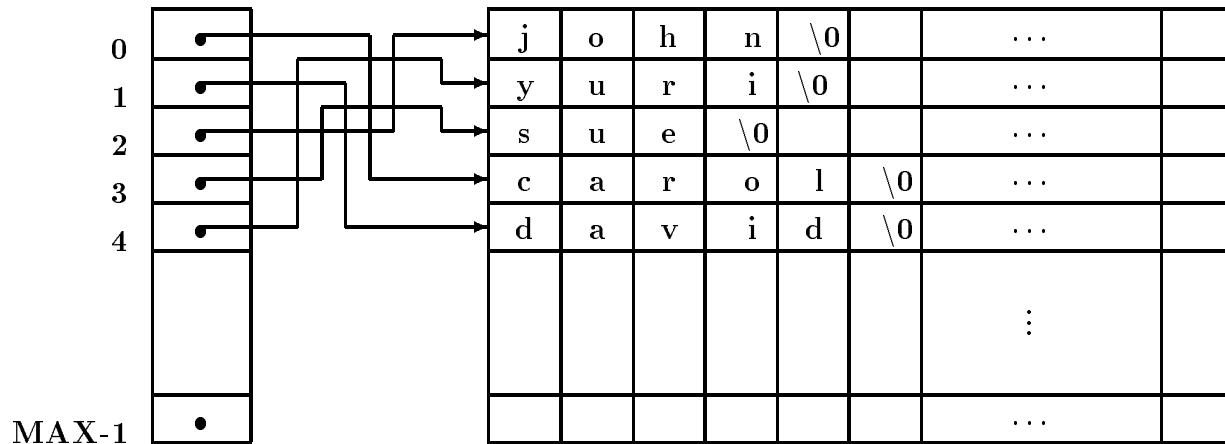 0 j o h n \0 ...
1 y u r i \0 ...
2 s u e \0 ...
3 c a r o l \0 ...
4 d a v i d \0 ...
⋮
MAX-1 ...